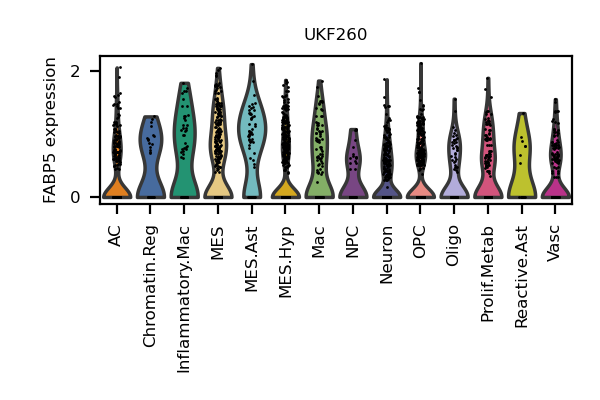 UKF260
FABP5 expression
2
0
AC
Chromatin.Reg
Inflammatory.Mac
MES
MES.Ast
MES.Hyp
Mac
NPC
Neuron
OPC
Oligo
Prolif.Metab
Reactive.Ast
Vasc